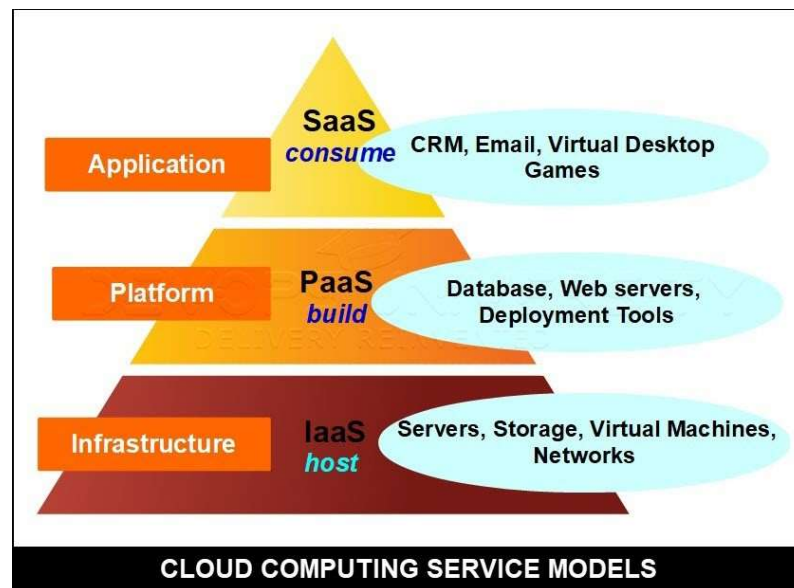 SaaS
consume
Application
CRM, Email, Virtual Desktop
Games
PaaS
build
Platform
Database, Web servers,
Deployment Tools
DELIVERY
IaaS
host
Infrastructure
Servers, Storage, Virtual Machines,
Networks
CLOUD COMPUTING SERVICE MODELS